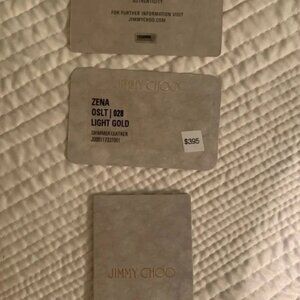 AUTHENTICITY
FOR FURTHER INFORMATION VISIT
JIMMYCHOO.COM
JIMMY CHOO
ZENA
OSLT | 028
LIGHT GOLD
SHIMMER LEATHER
$395
JIMMY CHOO